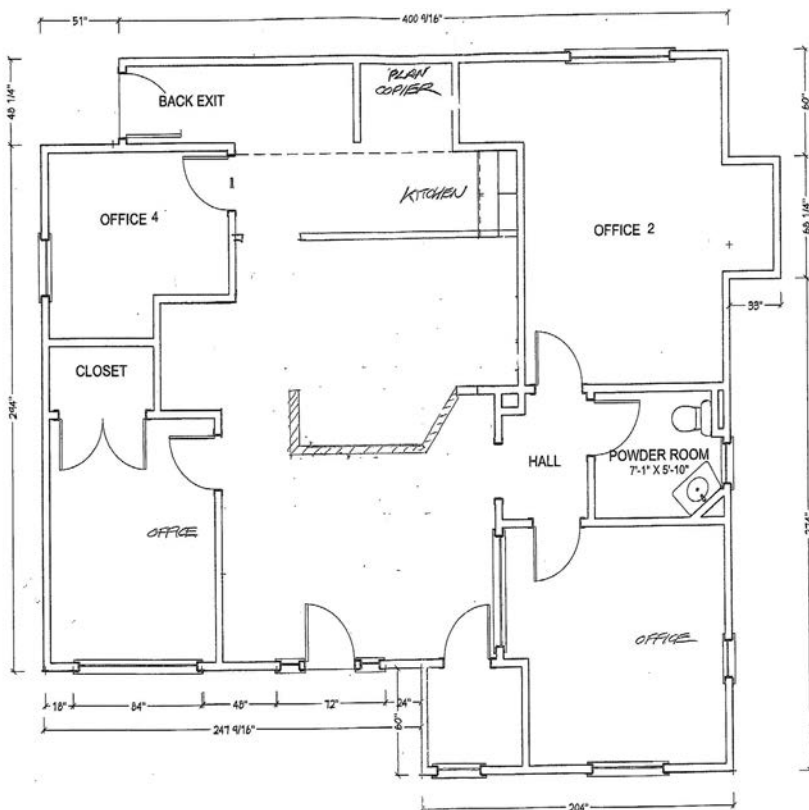 51"
400 9/16"
48 1/4"
BACK EXIT
PLAN
COPIER
60"
1
OFFICE 4
KITCHEN
OFFICE 2
68 1/4"
33"
294"
CLOSET
HALL
POWDER ROOM
7'-1" X 5'-10"
OFFICE
OFFICE
274"
18"
84"
48"
72"
24"
60"
247 9/16"
204"